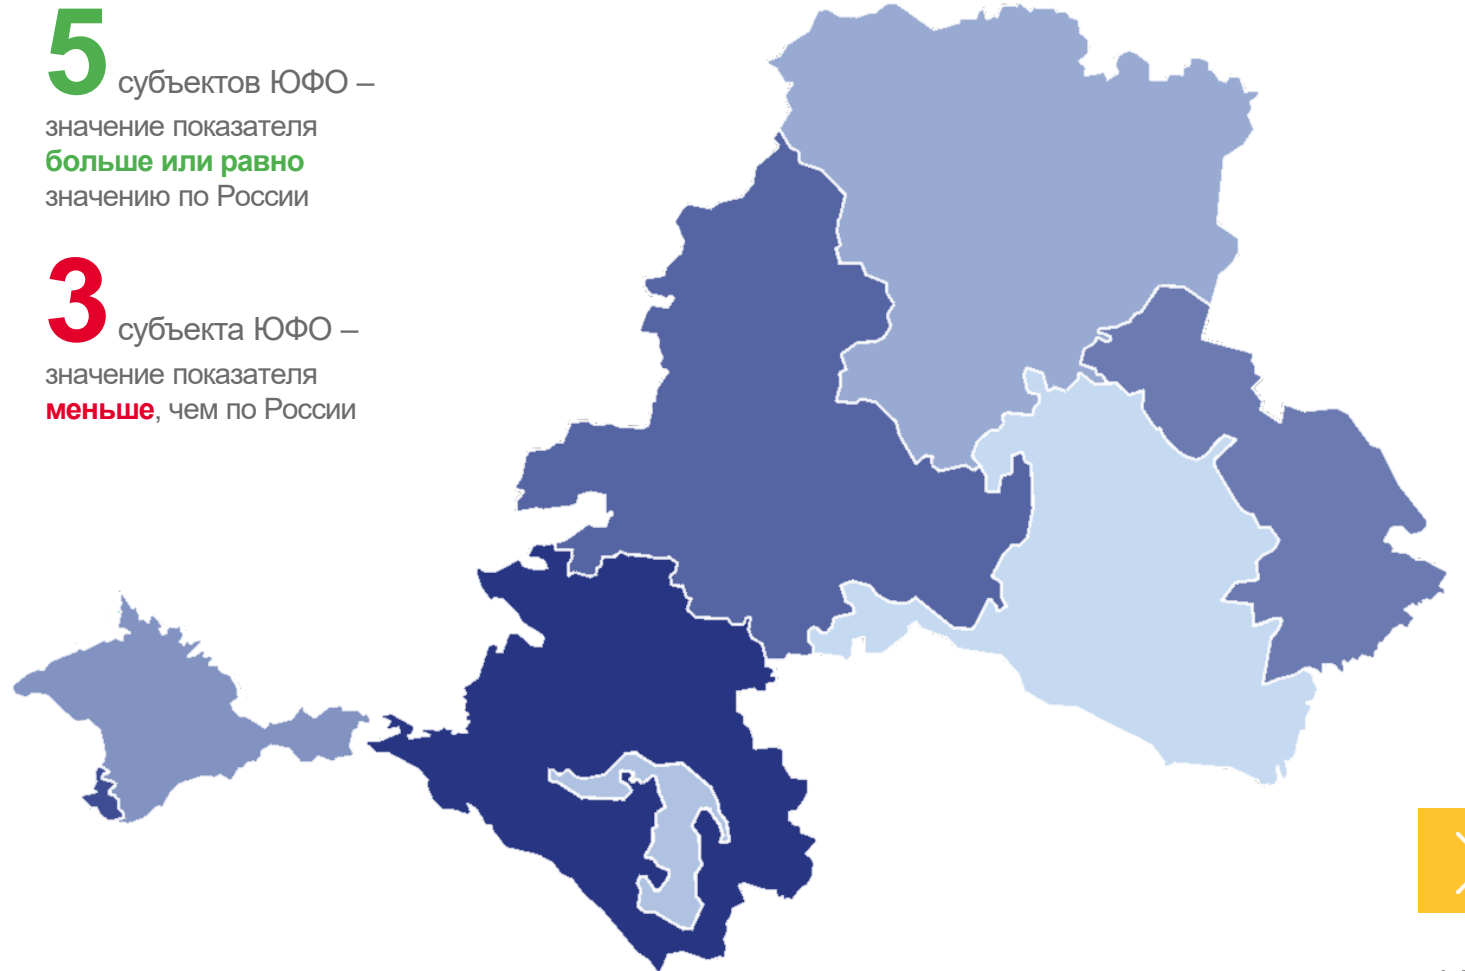 5 субъектов ЮФО –
значение показателя
больше или равно
значению по России
3 субъекта ЮФО –
значение показателя
меньше, чем по России